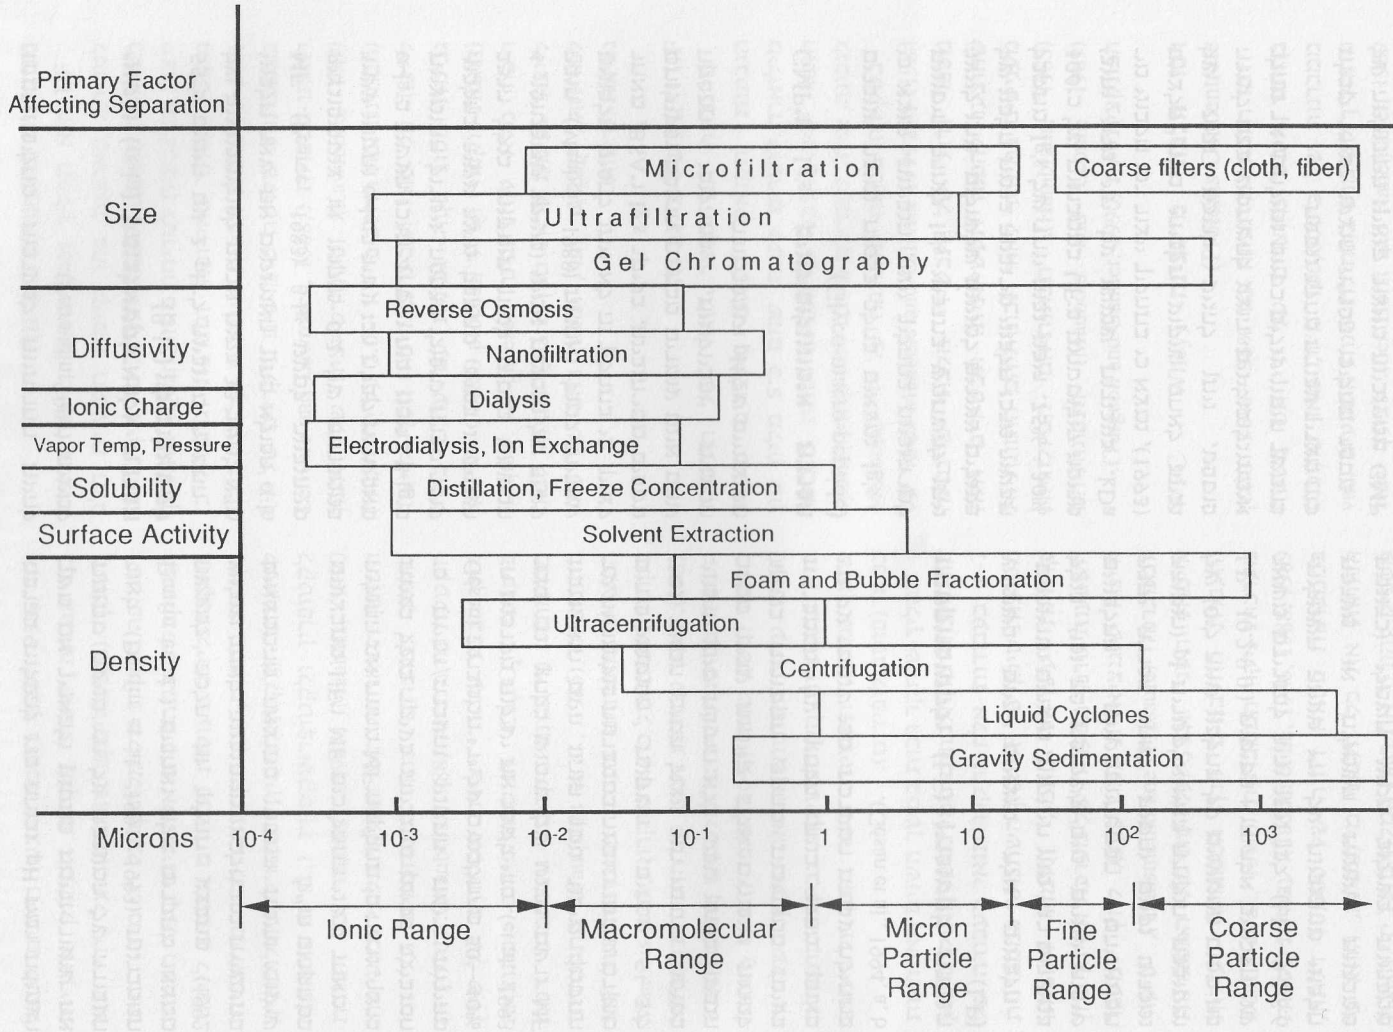 Primary Factor
Affecting Separation
Microfiltration
Coarse filters (cloth, fiber)
Size
Ultrafiltration
Gel Chromatography
Reverse Osmosis
Diffusivity
Nanofiltration
Ionic Charge
Dialysis
Vapor Temp, Pressure
Electrodialysis, Ion Exchange
Solubility
Distillation, Freeze Concentration
Surface Activity
Solvent Extraction
Foam and Bubble Fractionation
Ultracenrifugation
Density
Centrifugation
Liquid Cyclones
Gravity Sedimentation
Microns 10-4 10-3 10-2 10-1 1 10 102 103
Ionic Range
Macromolecular
Range
Micron
Particle
Range
Fine
Particle
Range
Coarse
Particle
Range